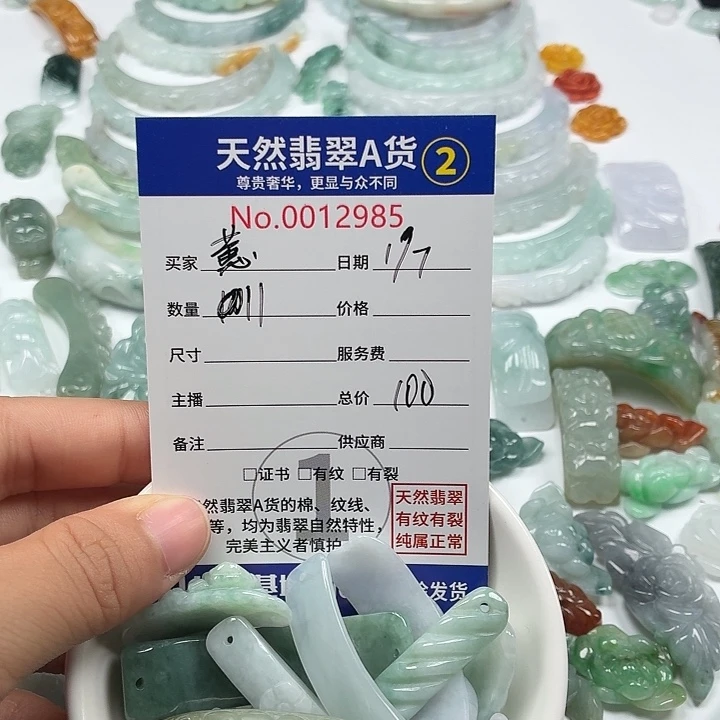 天然翡翠A货 2
尊贵奢华，更显与众不同
No.0012985
买家 蕙 日期
数量 价格
尺寸 服务费
主播 总价 100
备注 供应商
□证书 □有纹 □有裂
1
然翡翠A货的棉、纹线、
等，均为翡翠自然特性，
完美主义者慎护
天然翡翠
有纹有裂
纯属正常
发货